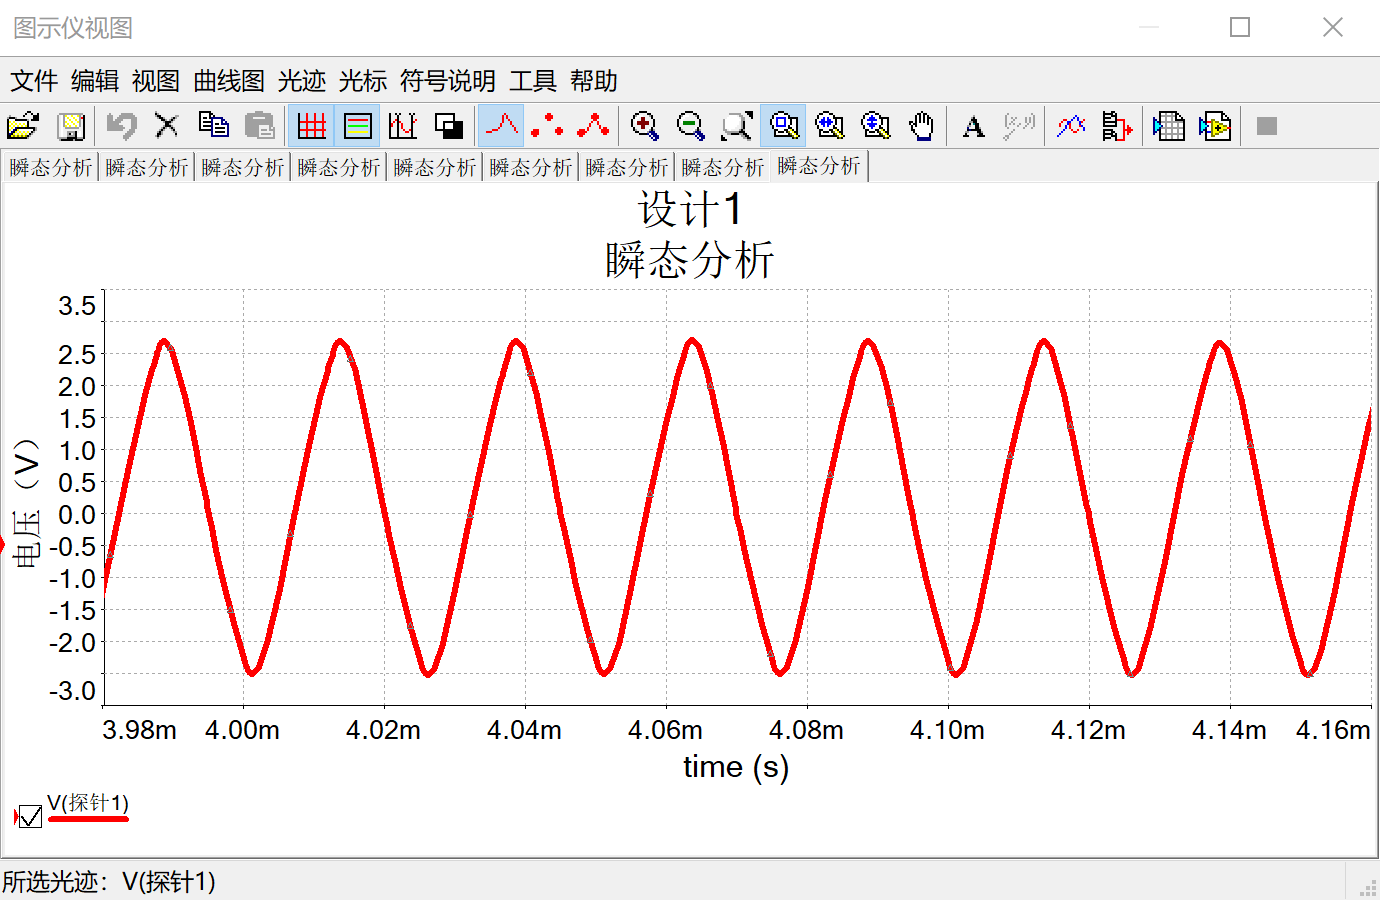 图示仪视图
文件 编辑 视图 曲线图 光迹 光标 符号说明 工具 帮助
瞬态分析 瞬态分析 瞬态分析 瞬态分析 瞬态分析 瞬态分析 瞬态分析 瞬态分析 瞬态分析
设计1
瞬态分析
3.5
2.5
2.0
1.5
1.0
0.5
0.0
-0.5
-1.0
-1.5
-2.0
-3.0
电压（V）
3.98m 4.00m 4.02m 4.04m 4.06m 4.08m 4.10m 4.12m 4.14m 4.16m
time (s)
V(探针1)
所选光迹：V(探针1)